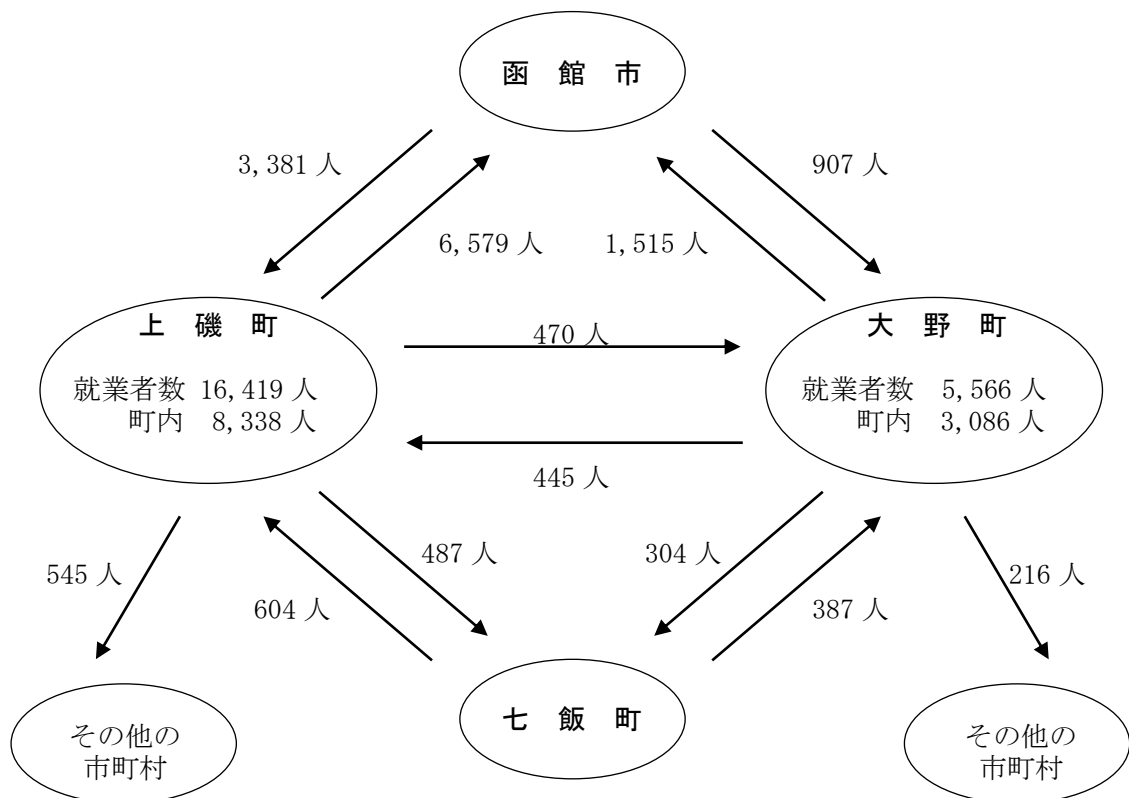 函 館 市
3,381 人
907 人
6,579 人
1,515 人
上 磯 町
就業者数 16,419 人
町内 8,338 人
470 人
大 野 町
就業者数 5,566 人
町内 3,086 人
445 人
487 人
304 人
545 人
216 人
604 人
387 人
その他の
市町村
七 飯 町
その他の
市町村